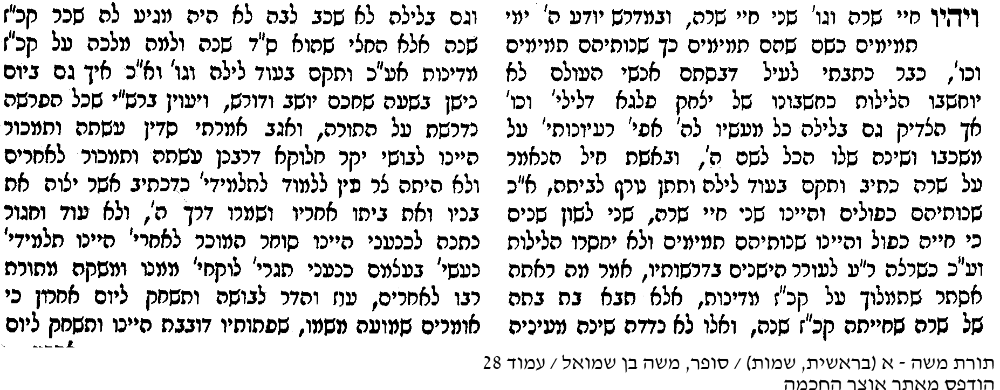 ויהיו חיי שרה וגו' שני חיי שרה, ובמדרש יודע ה' ימי
תמימים כשם שהם תמימים כך שנותיהם תמימים
וכו', כבר כתבתי לעיל דבסתם אנשי העולם לא
יוחשבו הלילות כחשבונו של יצחק פלגא דלילי' וכו'
אך הצדיק גם בלילה כל מעשיו לה' אפי' רעיונותי' על
משכבו ושינה שלו הכל לשם ה', ובאשת חיל הנאמר
על שרה כתיב ותקם בעוד לילה ותתן טרף לביתה, א"כ
שנותיהם כפולים והיינו שני חיי שרה, שני לשון שנים
כי חייה כפול והיינו שנותיהם תמימים ולא יחסרו הלילות
וע"כ כשרצה ר"ע לעורר הישנים בדרשותיו, אמר מה ראתה
אסתר שתמלוך על קכ"ז מדינות, אלא תבא בת בתה
של שרה שחייתה קכ"ז שנה, ואלו לא נדדה שינה מעיניה
וגם בלילה לא שכב לבה לא היה מגיע לה שכר קכ"ז
שנה אלא החצי שהוא ס"ד שנה ולמה מלכה על קכ"ז
מדינות אע"כ ותקם בעוד לילה וגו' וא"כ איך גם ביום
נישן בשעה שחכם יושב ודורש, ויעוין ברש"י שכל הפרשה
נדרשת על התורה, ואגב אמרתי סדין עשתה ותמכור
היינו לבושי יקר חלוקא דרבנן עשתה ותמכור לאחרים
ולא היתה צר עין ללמוד לתלמידי' כדכתיב אשר יצוה את
בניו ואת ביתו אחריו ושמרו דרך ה', ולא עוד וחגור
נתנה לכנעני היינו סוחר המוכר לאחרי' היינו תלמידי'
נעשי' בעצמם כנעני תגרי' לוקחי' ממנו ומשקה מתורת
רבו לאחרים, עוז והדר לבושה ותשחק ליום אחרון כי
אומרים שמועה משמו, שפתותיו דובבת היינו ותשחק ליום
תורת משה - א (בראשית, שמות) / סופר, משה בן שמואל / עמוד 28
הודפס מאתר אוצר החכמה